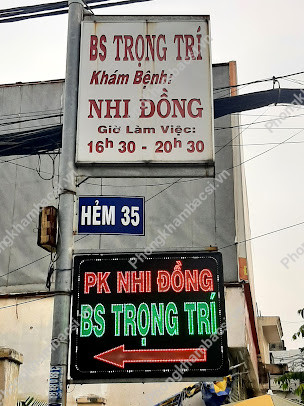 BS TRỌNG TRÍ
Khám Bệnh:
NHI ĐỒNG
Giờ Làm Việc:
16h 30 - 20h 30
HẺM 35
PK NHI ĐỒNG
BS TRỌNG TRÍ